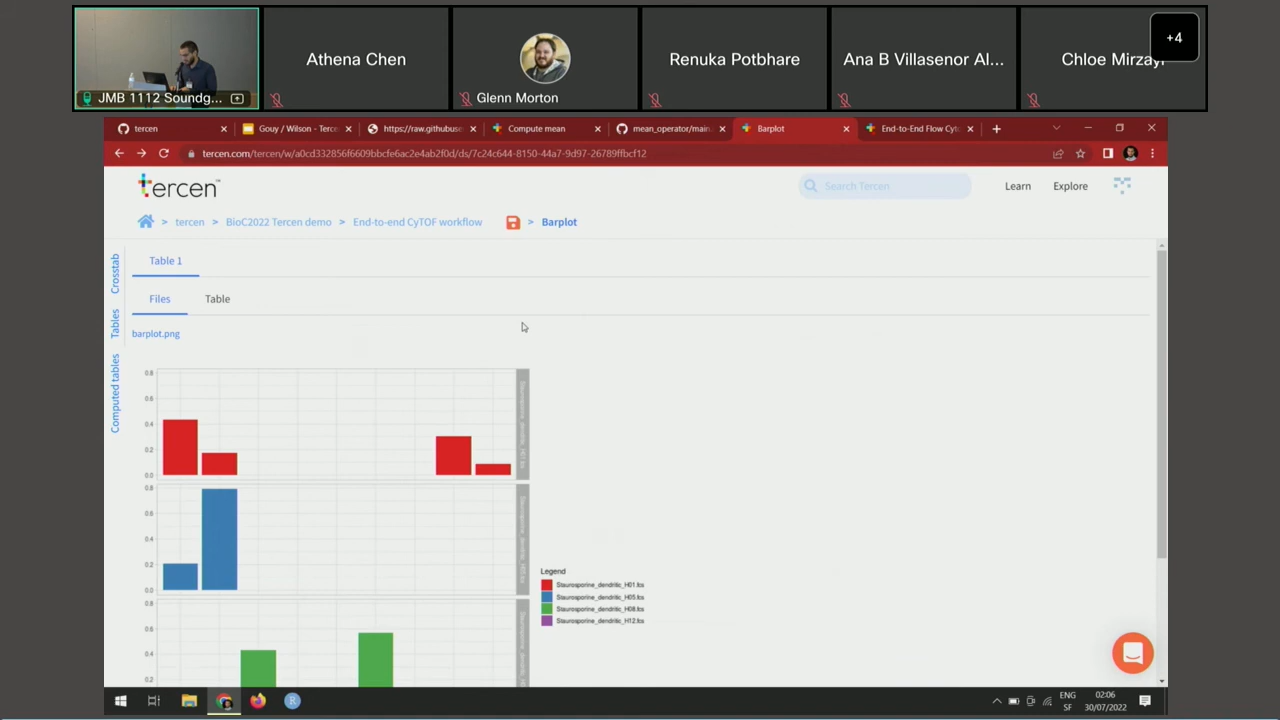 JMB 1112 Soundg...
Athena Chen
Glenn Morton
Renuka Potbhare
Ana B Villasenor Al...
Chloe Mirzayi
+4
tercen
Gouy / Wilson - Terce
https://raw.githubuse
Compute mean
mean_operator/main.
Barplot
End-to-End Flow Cyto
tercen.com/tercen/w/a0cd332856f6609bbcfe6ac2e4ab2f0d/ds/7c24c644-8150-44a7-9d97-26789ffbcf12
tercen
Search Tercen
Learn
Explore
> tercen > BioC2022 Tercen demo > End-to-end CyTOF workflow > Barplot
Crosstab
Tables
Computed tables
Table 1
Files
Table
barplot.png
0.8
0.6
0.4
0.2
0.0
0.8
0.6
0.4
0.2
0.0
0.8
0.6
0.4
0.2
Legend
Staurosporine_dendritic_H01.fcs
Staurosporine_dendritic_H05.fcs
Staurosporine_dendritic_H08.fcs
Staurosporine_dendritic_H12.fcs
ENG
SF
02:06
30/07/2022